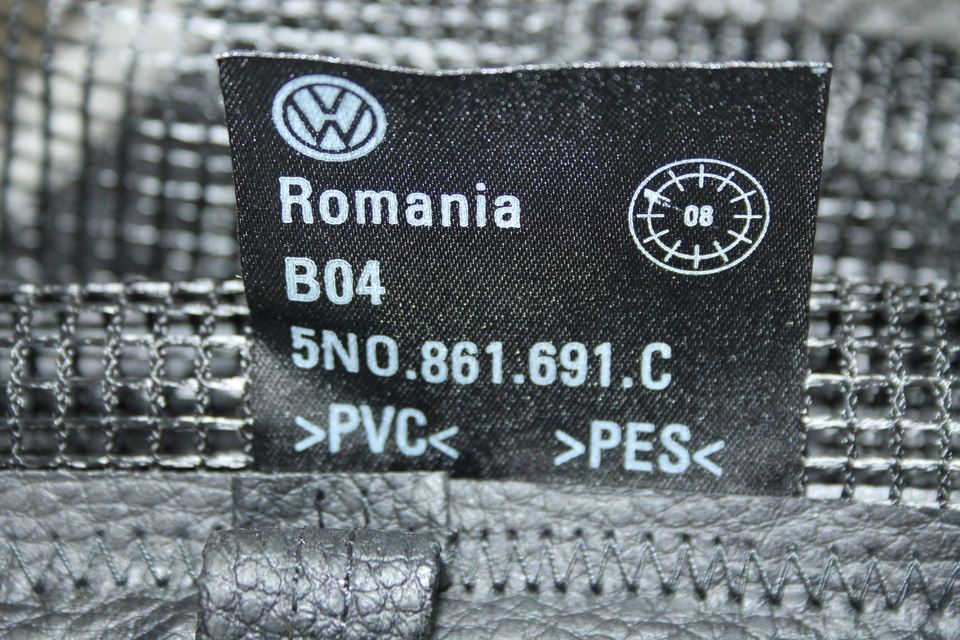 Romania
08
B04
5N0.861.691.C
>PVC< >PES<